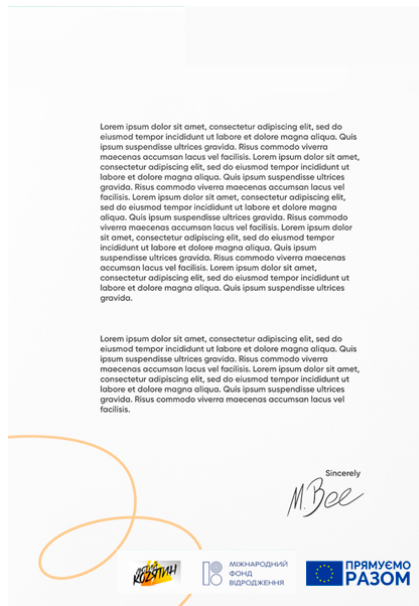 Lorem ipsum dolor sit amet, consectetur adipiscing elit, sed do
eiusmod tempor incididunt ut labore et dolore magna aliqua. Quis
ipsum suspendisse ultrices gravida. Risus commodo viverra
maecenas accumsan lacus vel facilisis. Lorem ipsum dolor sit amet,
consectetur adipiscing elit, sed do eiusmod tempor incididunt ut
labore et dolore magna aliqua. Quis ipsum suspendisse ultrices
gravida. Risus commodo viverra maecenas accumsan lacus vel
facilisis. Lorem ipsum dolor sit amet, consectetur adipiscing elit,
sed do eiusmod tempor incididunt ut labore et dolore magna
aliqua. Quis ipsum suspendisse ultrices gravida. Risus commodo
viverra maecenas accumsan lacus vel facilisis. Lorem ipsum dolor
sit amet, consectetur adipiscing elit, sed do eiusmod tempor
incididunt ut labore et dolore magna aliqua. Quis ipsum
suspendisse ultrices gravida. Risus commodo viverra maecenas
accumsan lacus vel facilisis. Lorem ipsum dolor sit amet,
consectetur adipiscing elit, sed do eiusmod tempor incididunt ut
labore et dolore magna aliqua. Quis ipsum suspendisse ultrices
gravida.
Lorem ipsum dolor sit amet, consectetur adipiscing elit, sed do
eiusmod tempor incididunt ut labore et dolore magna aliqua. Quis
ipsum suspendisse ultrices gravida. Risus commodo viverra
maecenas accumsan lacus vel facilisis. Lorem ipsum dolor sit amet,
consectetur adipiscing elit, sed do eiusmod tempor incididunt ut
labore et dolore magna aliqua. Quis ipsum suspendisse ultrices
gravida. Risus commodo viverra maecenas accumsan lacus vel
facilisis.
Sincerely
M.Bee
КОЗЯТИН
МІЖНАРОДНИЙ
ФОНД
ВІДРОДЖЕННЯ
ПРЯМУЄМО
РАЗОМ